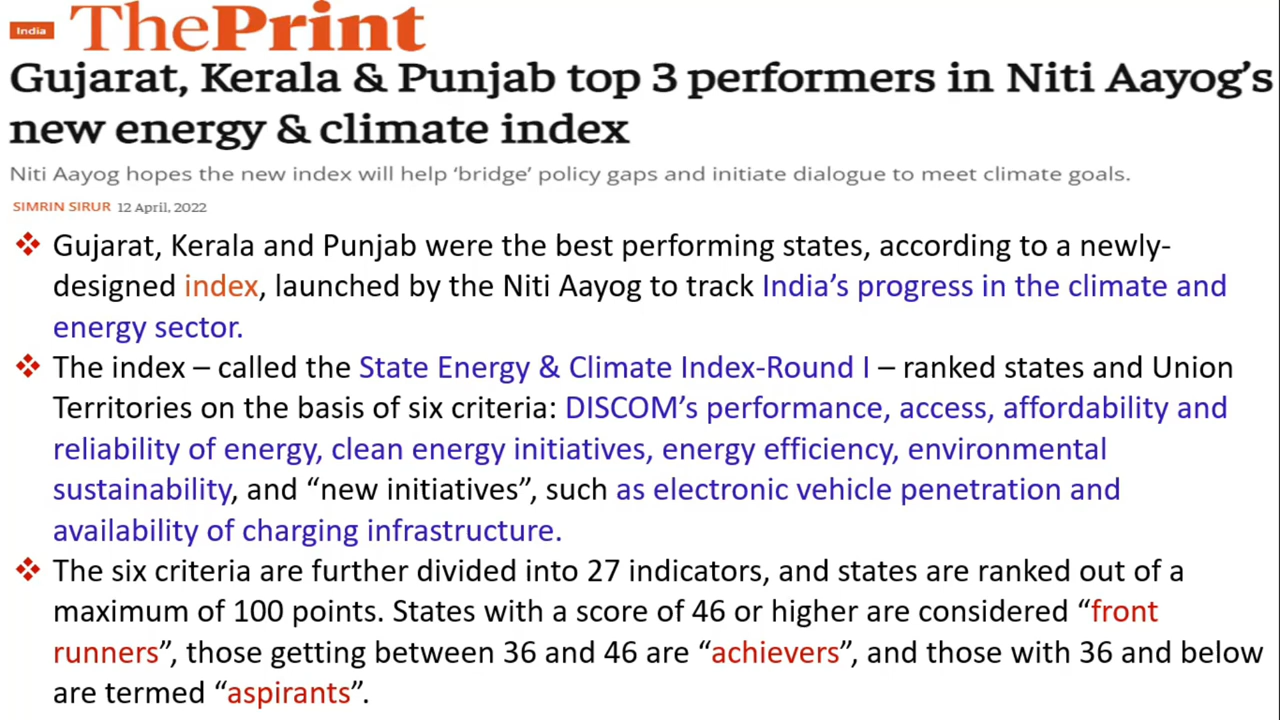 India ThePrint
Gujarat, Kerala & Punjab top 3 performers in Niti Aayog's
new energy & climate index
Niti Aayog hopes the new index will help ‘bridge’ policy gaps and initiate dialogue to meet climate goals.
SIMRIN SIRUR 12 April, 2022
❖ Gujarat, Kerala and Punjab were the best performing states, according to a newly-
designed index, launched by the Niti Aayog to track India's progress in the climate and
energy sector.
❖ The index – called the State Energy & Climate Index-Round I – ranked states and Union
Territories on the basis of six criteria: DISCOM's performance, access, affordability and
reliability of energy, clean energy initiatives, energy efficiency, environmental
sustainability, and “new initiatives”, such as electronic vehicle penetration and
availability of charging infrastructure.
❖ The six criteria are further divided into 27 indicators, and states are ranked out of a
maximum of 100 points. States with a score of 46 or higher are considered “front
runners”, those getting between 36 and 46 are “achievers”, and those with 36 and below
are termed “aspirants”.